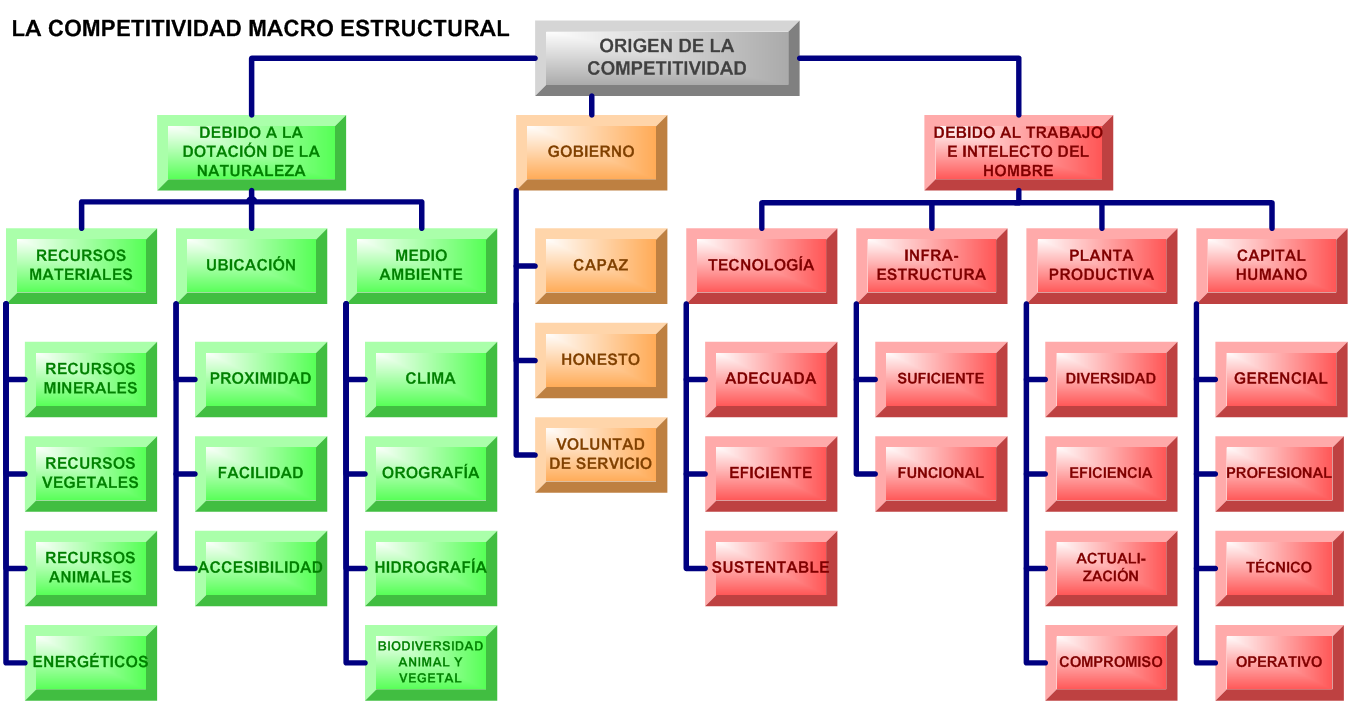 LA COMPETITIVIDAD MACRO ESTRUCTURAL
ORIGEN DE LA
COMPETITIVIDAD
DEBIDO A LA
DOTACIÓN DE LA
NATURALEZA
GOBIERNO
DEBIDO AL TRABAJO
E INTELECTO DEL
HOMBRE
RECURSOS
MATERIALES
UBICACIÓN
MEDIO
AMBIENTE
CAPAZ
TECNOLOGÍA
INFRA-
ESTRUCTURA
PLANTA
PRODUCTIVA
CAPITAL
HUMANO
RECURSOS
MINERALES
PROXIMIDAD
CLIMA
HONESTO
ADECUADA
SUFICIENTE
DIVERSIDAD
GERENCIAL
RECURSOS
VEGETALES
FACILIDAD
OROGRAFÍA
VOLUNTAD
DE SERVICIO
EFICIENTE
FUNCIONAL
EFICIENCIA
PROFESIONAL
RECURSOS
ANIMALES
ACCESIBILIDAD
HIDROGRAFÍA
SUSTENTABLE
ACTUALI-
ZACIÓN
TÉCNICO
ENERGÉTICOS
BIODIVERSIDAD
ANIMAL Y
VEGETAL
COMPROMISO
OPERATIVO